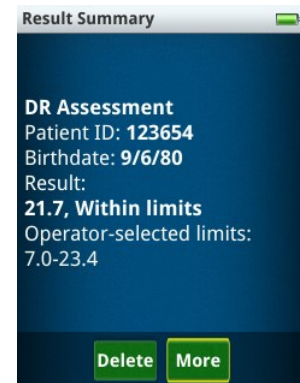 Result Summary
DR Assessment
Patient ID: 123654
Birthdate: 9/6/80
Result:
21.7, Within limits
Operator-selected limits:
7.0-23.4
Delete More